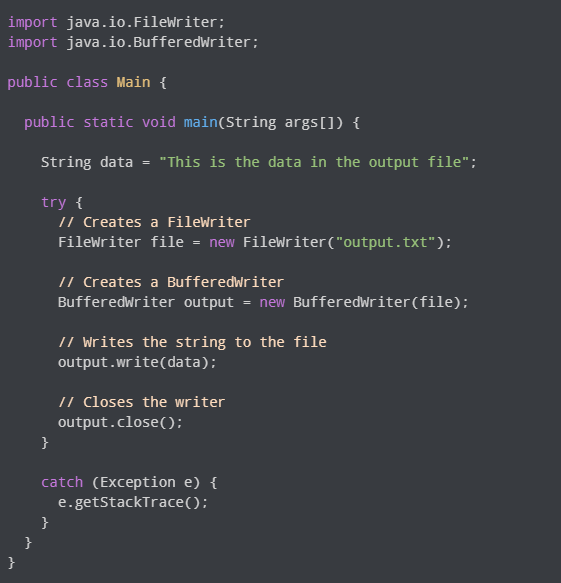 import java.io.FileWriter;
import java.io.BufferedWriter;
public class Main {
public static void main(String args[]) {
String data = "This is the data in the output file";
try {
// Creates a FileWriter
FileWriter file = new FileWriter("output.txt");
// Creates a BufferedWriter
BufferedWriter output = new BufferedWriter(file);
// Writes the string to the file
output.write(data);
// Closes the writer
output.close();
}
catch (Exception e) {
e.getStackTrace();
}
}
}